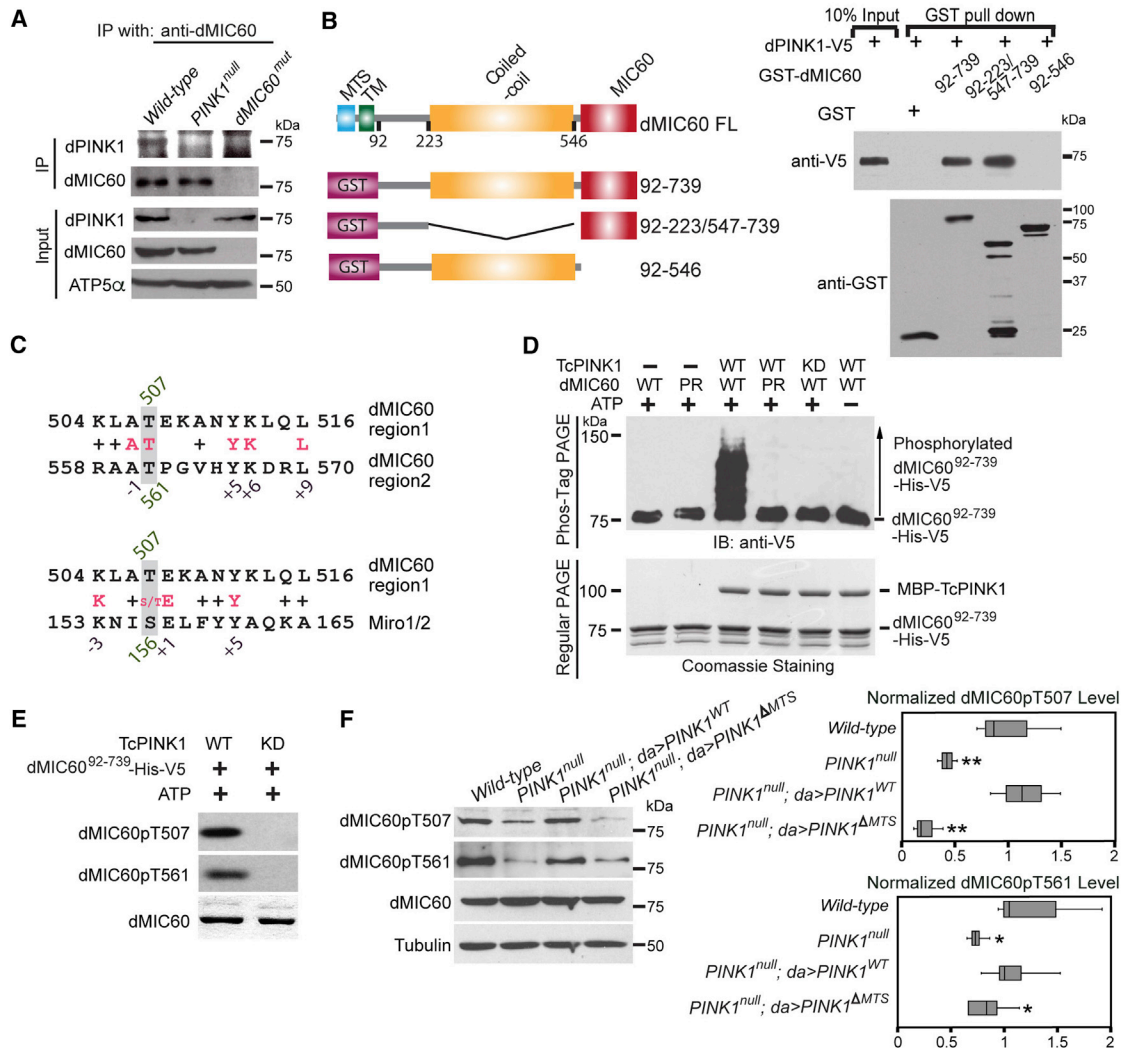 A
IP with: anti-dMIC60
Wild-type PINK1null dMIC60mut
kDa
IP
dPINK1 75
dMIC60 75
Input
dPINK1 75
dMIC60 75
ATP5α 50
B
MTS TM Coiled-coil MIC60
dMIC60 FL
92 223 546
GST 92-739
GST 92-223/547-739
GST 92-546
10% Input GST pull down
dPINK1-V5 + + + + +
GST-dMIC60 92-739 92-223/547-739 92-546
GST +
kDa
anti-V5 75
100
75
50
anti-GST 37
25
C
507
504 K L A T E K A N Y K L Q L 516 dMIC60 region1
+ + A T + Y K L
558 R A A T P G V H Y K D R L 570 dMIC60 region2
-1 561 +5 +6 +9
507
504 K L A T E K A N Y K L Q L 516 dMIC60 region1
K + S/T E + + Y + +
153 K N I S E L F Y Y A Q K A 165 Miro1/2
-3 156 +1 +5
D
TcPINK1 – – WT WT KD WT
dMIC60 WT PR WT PR WT WT
ATP + + + + + –
kDa
Phos-Tag PAGE
150
75
Phosphorylated
dMIC6092-739
-His-V5
dMIC6092-739
-His-V5
IB: anti-V5
Regular PAGE
100 MBP-TcPINK1
75 dMIC6092-739
-His-V5
Coomassie Staining
E
TcPINK1 WT KD
dMIC6092-739-His-V5 + +
ATP + +
dMIC60pT507
dMIC60pT561
dMIC60
F
Wild-type PINK1null PINK1null; da>PINK1WT PINK1null; da>PINK1ΔMTS
kDa
dMIC60pT507 75
dMIC60pT561 75
dMIC60 75
Tubulin 50
Normalized dMIC60pT507 Level
Wild-type
PINK1null **
PINK1null; da>PINK1WT
PINK1null; da>PINK1ΔMTS **
0 0.5 1 1.5 2
Normalized dMIC60pT561 Level
Wild-type
PINK1null *
PINK1null; da>PINK1WT
PINK1null; da>PINK1ΔMTS *
0 0.5 1 1.5 2